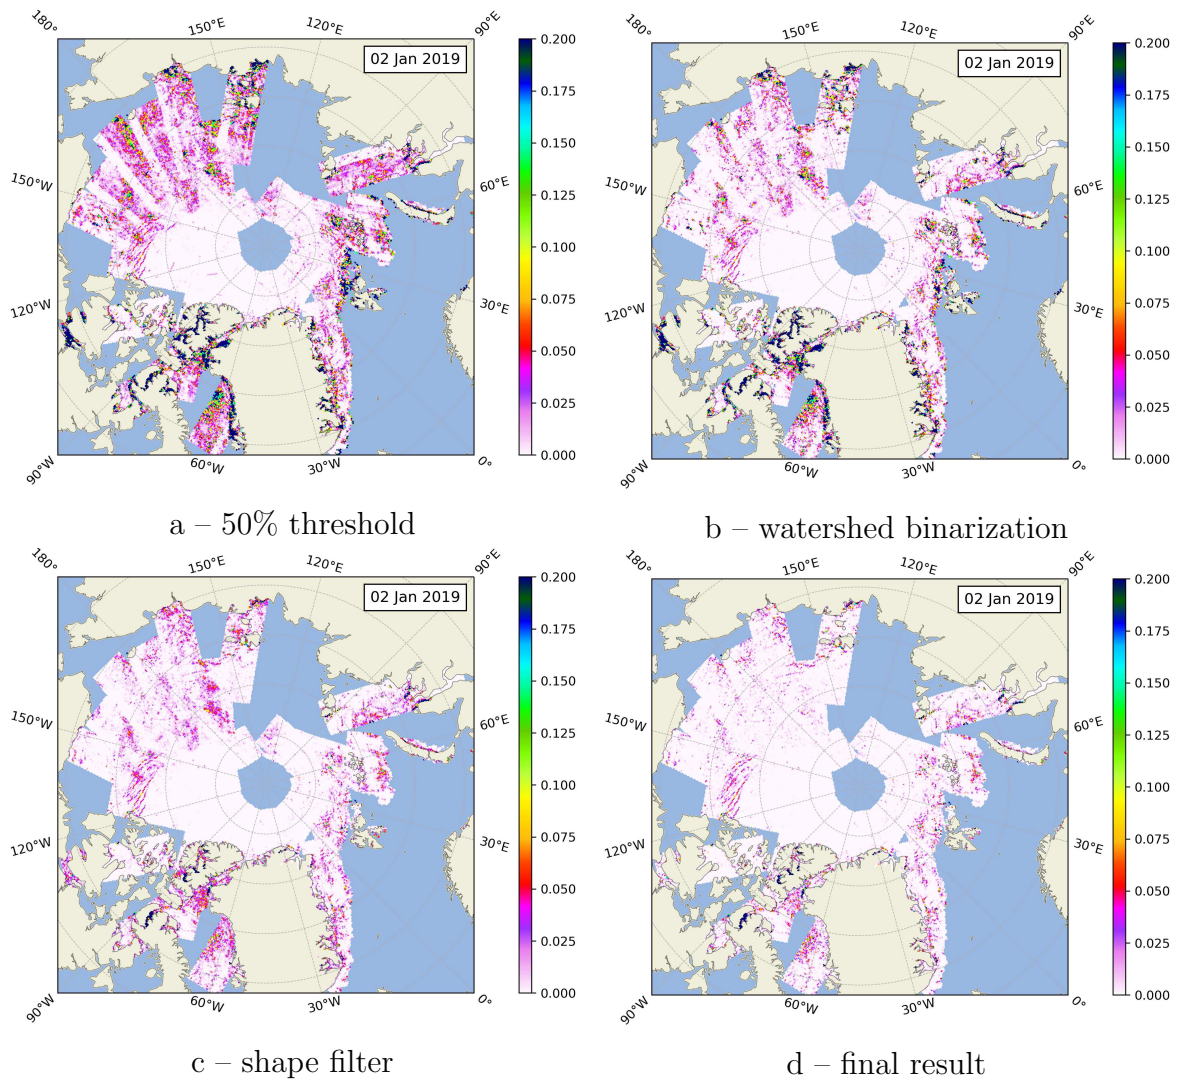 180°
150°E
120°E
90°E
02 Jan 2019
150°W
60°E
120°W
30°E
90°W
60°W
30°W
0°
0.200
0.175
0.150
0.125
0.100
0.075
0.050
0.025
0.000
a – 50% threshold
180°
150°E
120°E
90°E
02 Jan 2019
150°W
60°E
120°W
30°E
90°W
60°W
30°W
0°
0.200
0.175
0.150
0.125
0.100
0.075
0.050
0.025
0.000
b – watershed binarization
180°
150°E
120°E
90°E
02 Jan 2019
150°W
60°E
120°W
30°E
90°W
60°W
30°W
0°
0.200
0.175
0.150
0.125
0.100
0.075
0.050
0.025
0.000
c – shape filter
180°
150°E
120°E
90°E
02 Jan 2019
150°W
60°E
120°W
30°E
90°W
60°W
30°W
0°
0.200
0.175
0.150
0.125
0.100
0.075
0.050
0.025
0.000
d – final result